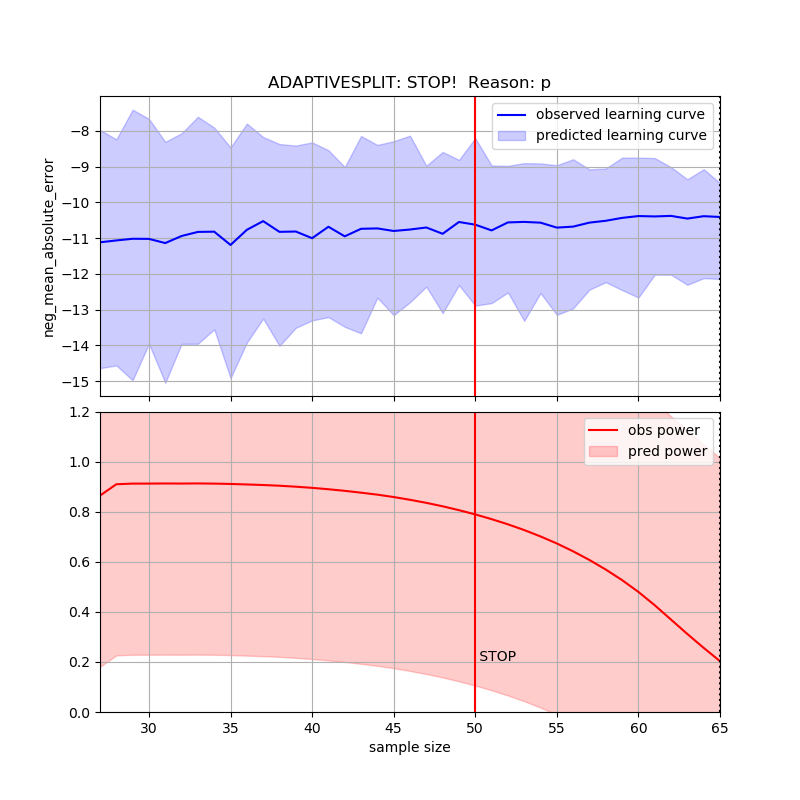 ADAPTIVESPLIT: STOP!  Reason: p
observed learning curve
predicted learning curve
neg_mean_absolute_error
−8
−9
−10
−11
−12
−13
−14
−15
obs power
pred power
1.2
1.0
0.8
0.6
0.4
0.2
0.0
STOP
30 35 40 45 50 55 60 65
sample size